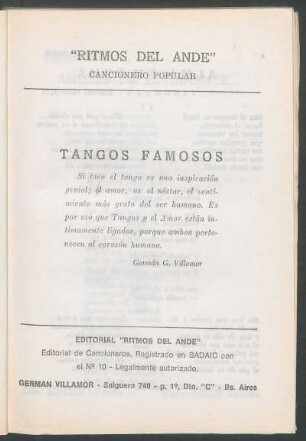 "RITMOS DEL ANDE"
CANCIONERO POPULAR
TANGOS FAMOSOS
Si bien el tango es una inspiración
genial; el amor, es el néctar, el senti-
miento más grato del ser humano. Es
por eso que Tangos y el Amor están ín-
timamente ligados, porque ambos perte-
necen al corazón humano.
Germán G. Villamor
EDITORIAL "RITMOS DEL ANDE"
Editorial de Cancioneros. Registrado en SADAIC con
el Nº 10 - Legalmente autorizado.
GERMAN VILLAMOR - Salguero 748 - p. 1º, Dto. "C" - Bs. Aires